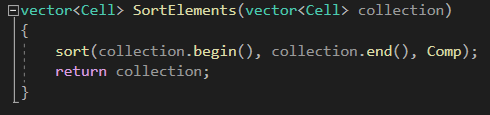 vector<Cell> SortElements(vector<Cell> collection)
{
sort(collection.begin(), collection.end(), Comp);
return collection;
}